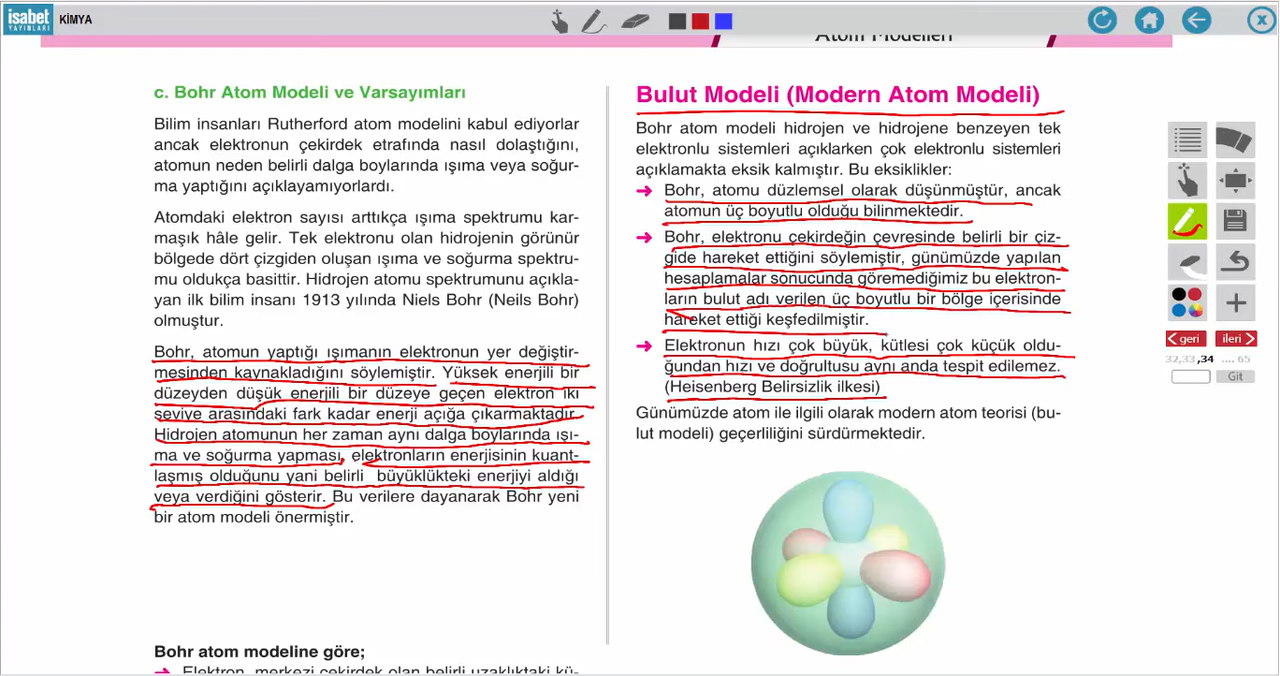 isabet
YAYINLARI
KİMYA
Atom Modelleri
c. Bohr Atom Modeli ve Varsayımları
Bilim insanları Rutherford atom modelini kabul ediyorlar
ancak elektronun çekirdek etrafında nasıl dolaştığını,
atomun neden belirli dalga boylarında ışıma veya soğur-
ma yaptığını açıklayamıyorlardı.
Atomdaki elektron sayısı arttıkça ışıma spektrumu kar-
maşık hâle gelir. Tek elektronu olan hidrojenin görünür
bölgede dört çizgiden oluşan ışıma ve soğurma spektru-
mu oldukça basittir. Hidrojen atomu spektrumunu açıkla-
yan ilk bilim insanı 1913 yılında Niels Bohr (Neils Bohr)
olmuştur.
Bohr, atomun yaptığı ışımanın elektronun yer değiştir-
mesinden kaynakladığını söylemiştir. Yüksek enerjili bir
düzeyden düşük enerjili bir düzeye geçen elektron iki
seviye arasındaki fark kadar enerji açığa çıkarmaktadır.
Hidrojen atomunun her zaman aynı dalga boylarında ışı-
ma ve soğurma yapması, elektronların enerjisinin kuant-
laşmış olduğunu yani belirli büyüklükteki enerjiyi aldığı
veya verdiğini gösterir. Bu verilere dayanarak Bohr yeni
bir atom modeli önermiştir.
Bohr atom modeline göre;
Elektron, merkezi çekirdek olan belirli uzaklıktaki kü-
Bulut Modeli (Modern Atom Modeli)
Bohr atom modeli hidrojen ve hidrojene benzeyen tek
elektronlu sistemleri açıklarken çok elektronlu sistemleri
açıklamakta eksik kalmıştır. Bu eksiklikler:
Bohr, atomu düzlemsel olarak düşünmüştür, ancak
atomun üç boyutlu olduğu bilinmektedir.
Bohr, elektronu çekirdeğin çevresinde belirli bir çiz-
gide hareket ettiğini söylemiştir, günümüzde yapılan
hesaplamalar sonucunda göremediğimiz bu elektron-
ların bulut adı verilen üç boyutlu bir bölge içerisinde
hareket ettiği keşfedilmiştir.
Elektronun hızı çok büyük, kütlesi çok küçük oldu-
ğundan hızı ve doğrultusu aynı anda tespit edilemez.
(Heisenberg Belirsizlik ilkesi)
Günümüzde atom ile ilgili olarak modern atom teorisi (bu-
lut modeli) geçerliliğini sürdürmektedir.
geri ileri
32,33,34 .... 65
Git